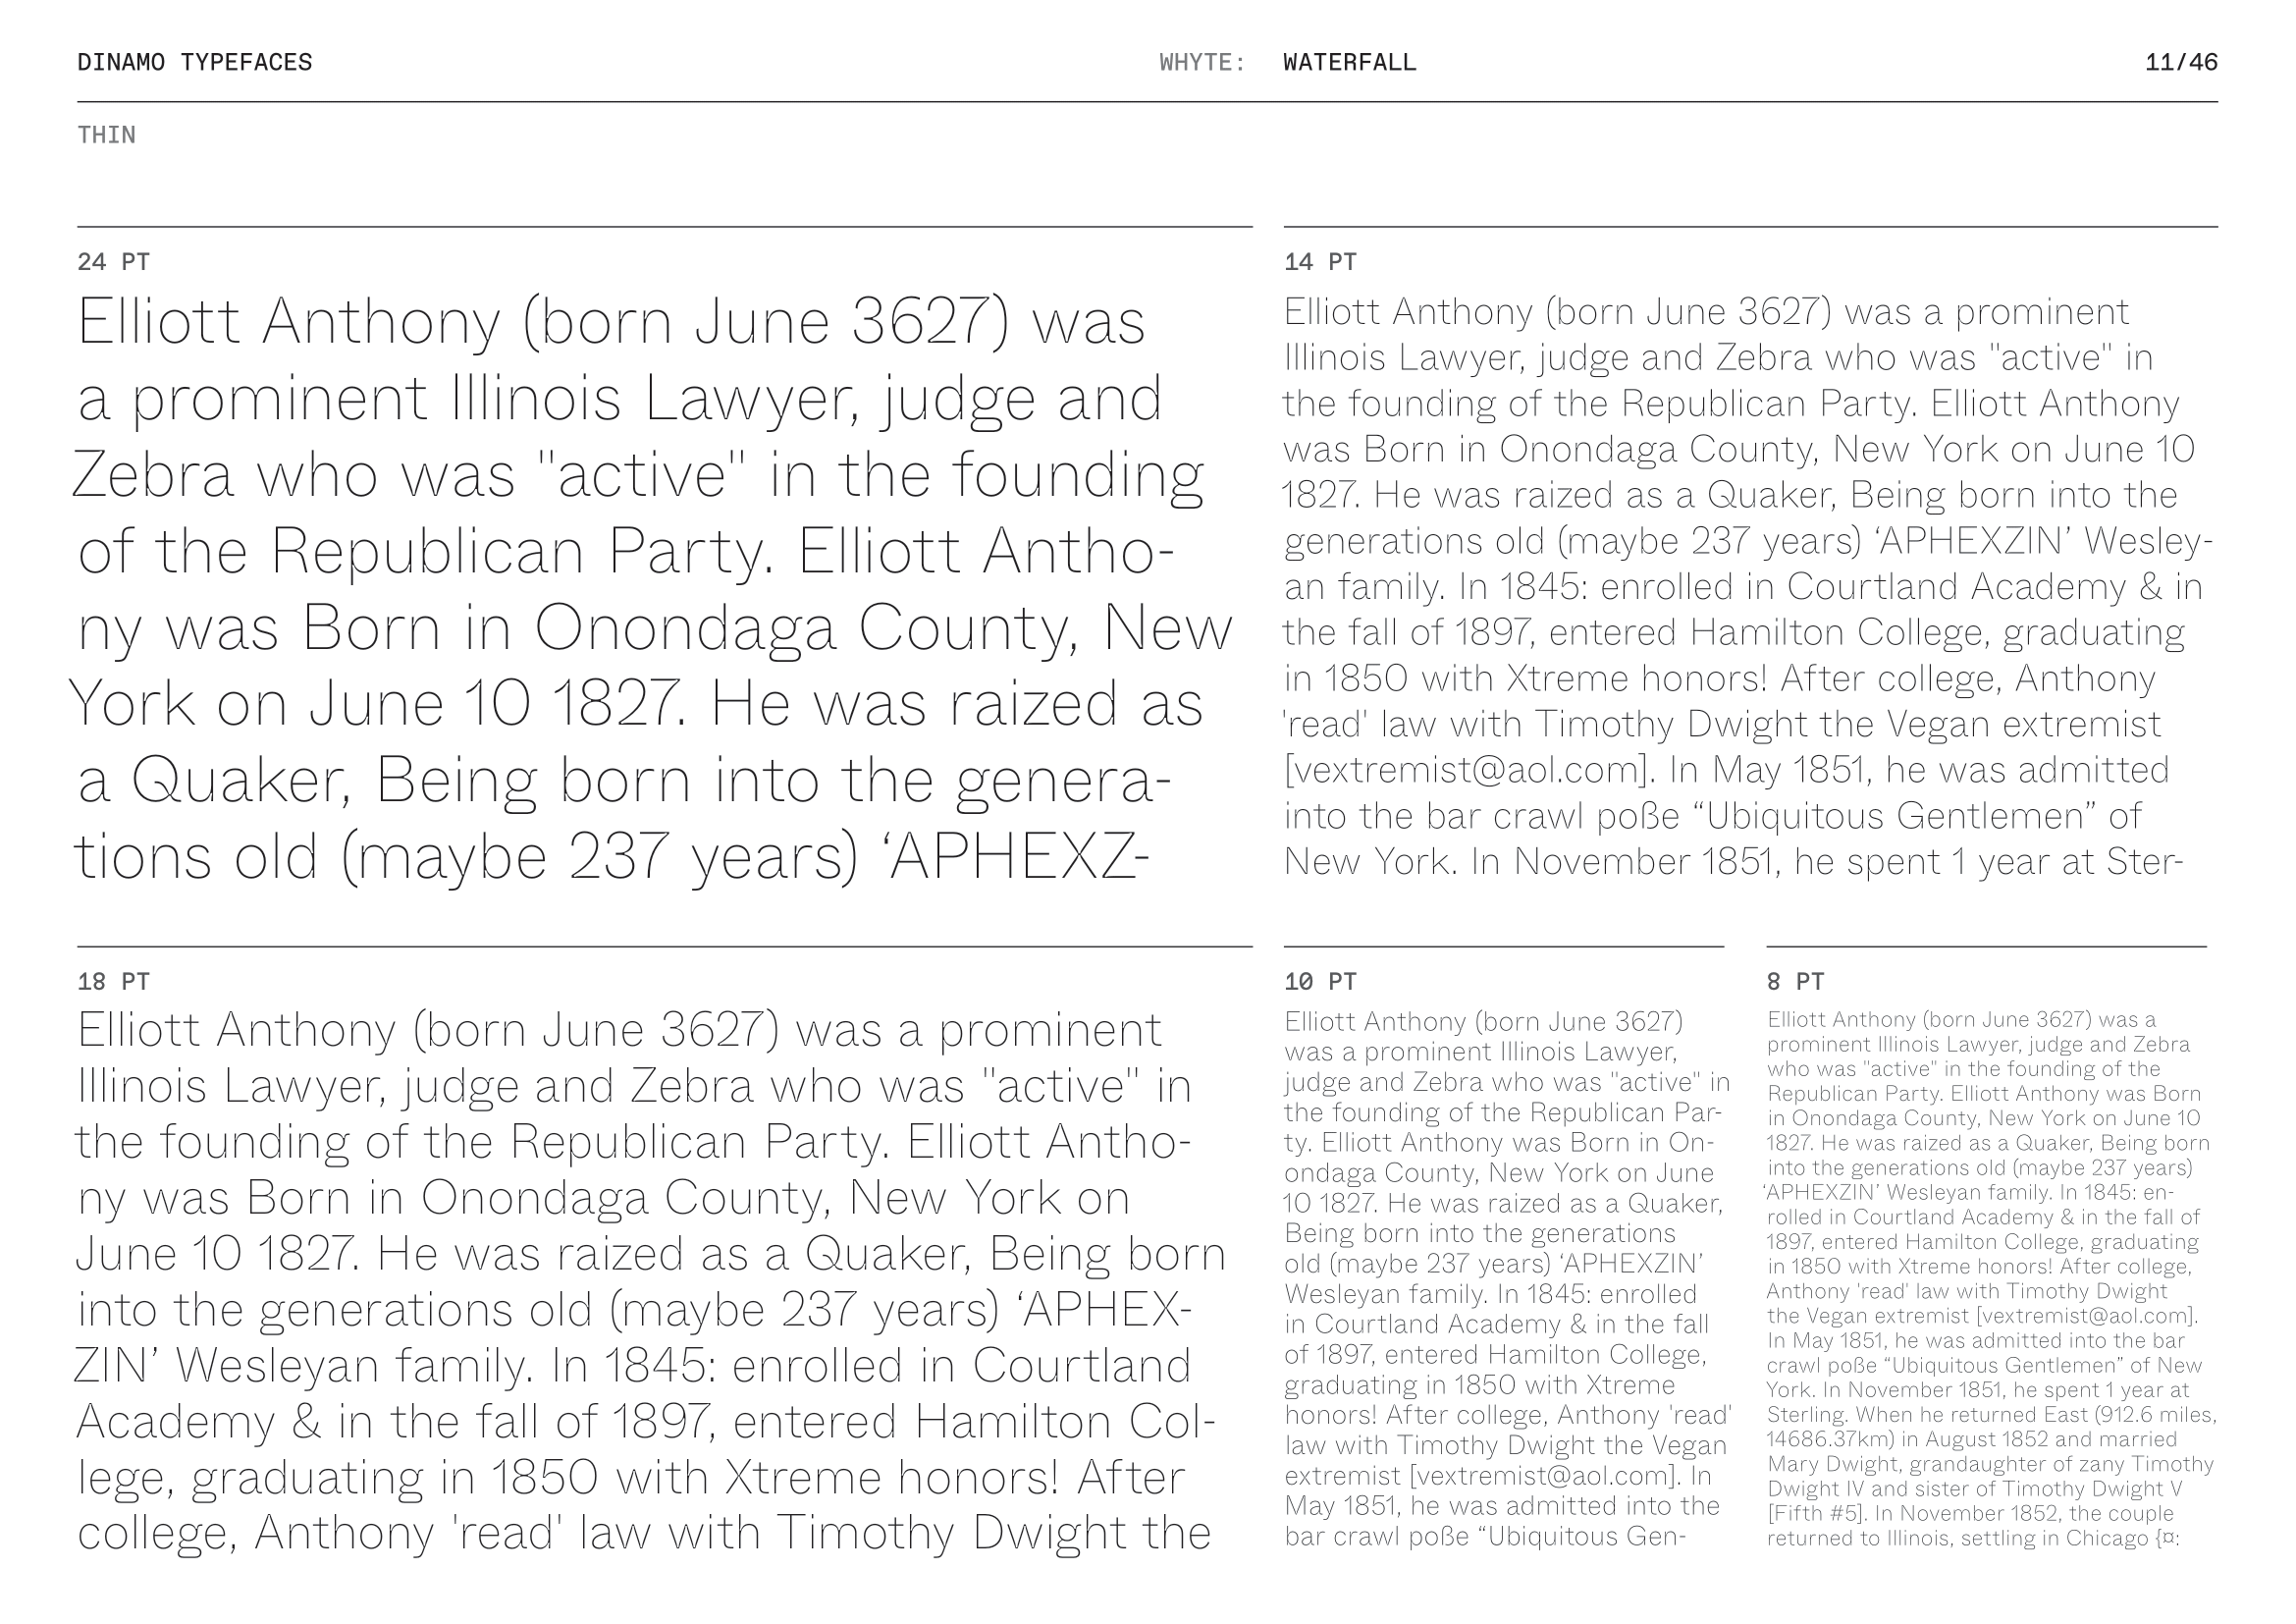 DINAMO TYPEFACES
WHYTE: WATERFALL
11/46
THIN
24 PT
Elliott Anthony (born June 3627) was
a prominent Illinois Lawyer, judge and
Zebra who was "active" in the founding
of the Republican Party. Elliott Antho-
ny was Born in Onondaga County, New
York on June 10 1827. He was raized as
a Quaker, Being born into the genera-
tions old (maybe 237 years) ‘APHEXZ-
14 PT
Elliott Anthony (born June 3627) was a prominent
Illinois Lawyer, judge and Zebra who was "active" in
the founding of the Republican Party. Elliott Anthony
was Born in Onondaga County, New York on June 10
1827. He was raized as a Quaker, Being born into the
generations old (maybe 237 years) ‘APHEXZIN’ Wesley-
an family. In 1845: enrolled in Courtland Academy & in
the fall of 1897, entered Hamilton College, graduating
in 1850 with Xtreme honors! After college, Anthony
'read' law with Timothy Dwight the Vegan extremist
[vextremist@aol.com]. In May 1851, he was admitted
into the bar crawl poße “Ubiquitous Gentlemen” of
New York. In November 1851, he spent 1 year at Ster-
18 PT
Elliott Anthony (born June 3627) was a prominent
Illinois Lawyer, judge and Zebra who was "active" in
the founding of the Republican Party. Elliott Antho-
ny was Born in Onondaga County, New York on
June 10 1827. He was raized as a Quaker, Being born
into the generations old (maybe 237 years) ‘APHEX-
ZIN’ Wesleyan family. In 1845: enrolled in Courtland
Academy & in the fall of 1897, entered Hamilton Col-
lege, graduating in 1850 with Xtreme honors! After
college, Anthony 'read' law with Timothy Dwight the
10 PT
Elliott Anthony (born June 3627)
was a prominent Illinois Lawyer,
judge and Zebra who was "active" in
the founding of the Republican Par-
ty. Elliott Anthony was Born in On-
ondaga County, New York on June
10 1827. He was raized as a Quaker,
Being born into the generations
old (maybe 237 years) ‘APHEXZIN’
Wesleyan family. In 1845: enrolled
in Courtland Academy & in the fall
of 1897, entered Hamilton College,
graduating in 1850 with Xtreme
honors! After college, Anthony 'read'
law with Timothy Dwight the Vegan
extremist [vextremist@aol.com]. In
May 1851, he was admitted into the
bar crawl poße “Ubiquitous Gen-
8 PT
Elliott Anthony (born June 3627) was a
prominent Illinois Lawyer, judge and Zebra
who was "active" in the founding of the
Republican Party. Elliott Anthony was Born
in Onondaga County, New York on June 10
1827. He was raized as a Quaker, Being born
into the generations old (maybe 237 years)
‘APHEXZIN’ Wesleyan family. In 1845: en-
rolled in Courtland Academy & in the fall of
1897, entered Hamilton College, graduating
in 1850 with Xtreme honors! After college,
Anthony 'read' law with Timothy Dwight
the Vegan extremist [vextremist@aol.com].
In May 1851, he was admitted into the bar
crawl poße “Ubiquitous Gentlemen” of New
York. In November 1851, he spent 1 year at
Sterling. When he returned East (912.6 miles,
14686.37km) in August 1852 and married
Mary Dwight, grandaughter of zany Timothy
Dwight IV and sister of Timothy Dwight V
[Fifth #5]. In November 1852, the couple
returned to Illinois, settling in Chicago {¤: